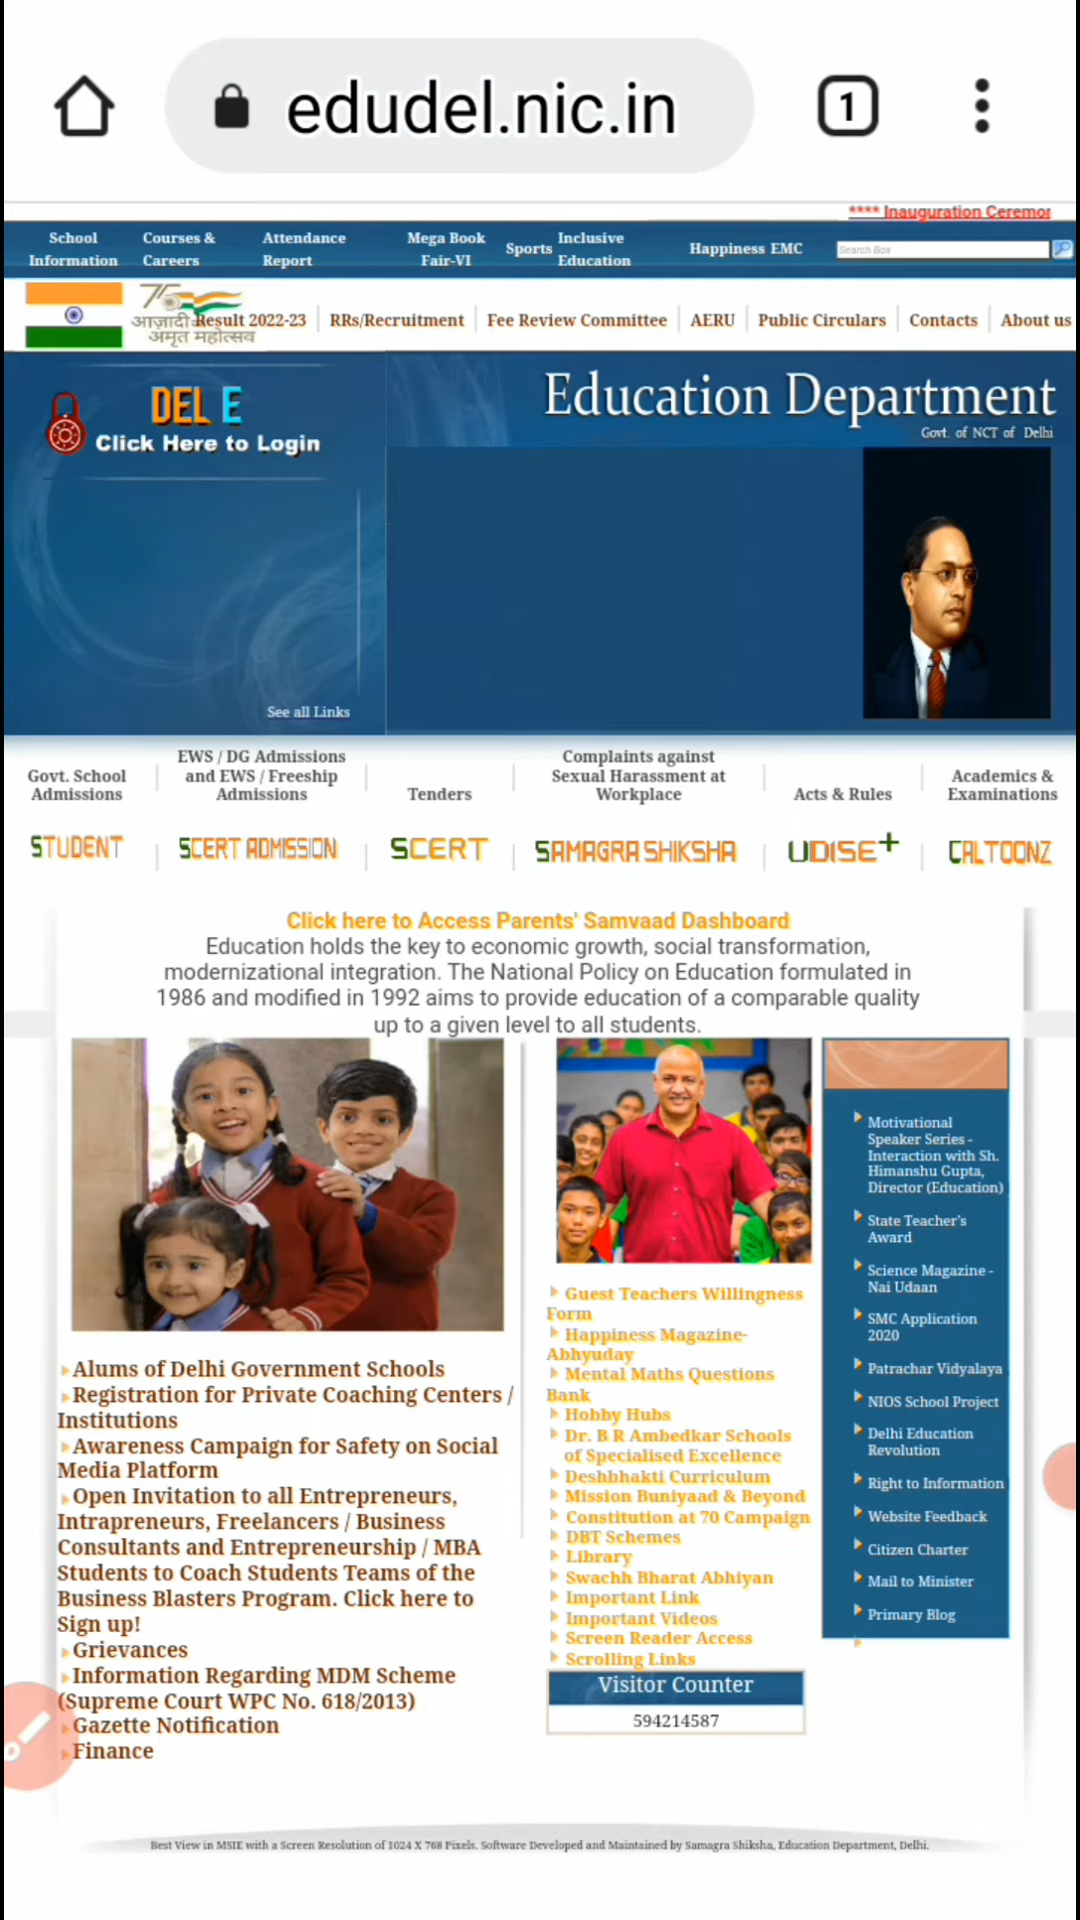 edudel.nic.in
1
**** Inauguration Ceremor
School Information
Courses & Careers
Attendance Report
Mega Book Fair-VI
Sports
Inclusive Education
Happiness
EMC
Search Box
75
आज़ादी का
अमृत महोत्सव
Result 2022-23
RRs/Recruitment
Fee Review Committee
AERU
Public Circulars
Contacts
About us
DEL E
Click Here to Login
Education Department
Govt. of NCT of Delhi
See all Links
Govt. School
Admissions
EWS / DG Admissions
and EWS / Freeship
Admissions
Tenders
Complaints against
Sexual Harassment at
Workplace
Acts & Rules
Academics &
Examinations
STUDENT
SCERT ADMISSION
SCERT
SAMAGRA SHIKSHA
UDISE+
CALTOONZ
Click here to Access Parents' Samvaad Dashboard
Education holds the key to economic growth, social transformation,
modernizational integration. The National Policy on Education formulated in
1986 and modified in 1992 aims to provide education of a comparable quality
up to a given level to all students.
Alums of Delhi Government Schools
Registration for Private Coaching Centers /
Institutions
Awareness Campaign for Safety on Social
Media Platform
Open Invitation to all Entrepreneurs,
Intrapreneurs, Freelancers / Business
Consultants and Entrepreneurship / MBA
Students to Coach Students Teams of the
Business Blasters Program. Click here to
Sign up!
Grievances
Information Regarding MDM Scheme
(Supreme Court WPC No. 618/2013)
Gazette Notification
Finance
Guest Teachers Willingness
Form
Happiness Magazine-
Abhyuday
Mental Maths Questions
Bank
Hobby Hubs
Dr. B R Ambedkar Schools
of Specialised Excellence
Deshbhakti Curriculum
Mission Buniyaad & Beyond
Constitution at 70 Campaign
DBT Schemes
Library
Swachh Bharat Abhiyan
Important Link
Important Videos
Screen Reader Access
Scrolling Links
Visitor Counter
594214587
Motivational
Speaker Series -
Interaction with Sh.
Himanshu Gupta,
Director (Education)
State Teacher's
Award
Science Magazine -
Nai Udaan
SMC Application
2020
Patrachar Vidyalaya
NIOS School Project
Delhi Education
Revolution
Right to Information
Website Feedback
Citizen Charter
Mail to Minister
Primary Blog
Best View in MSIE with a Screen Resolution of 1024 X 768 Pixels. Software Developed and Maintained by Samagra Shiksha, Education Department, Delhi.